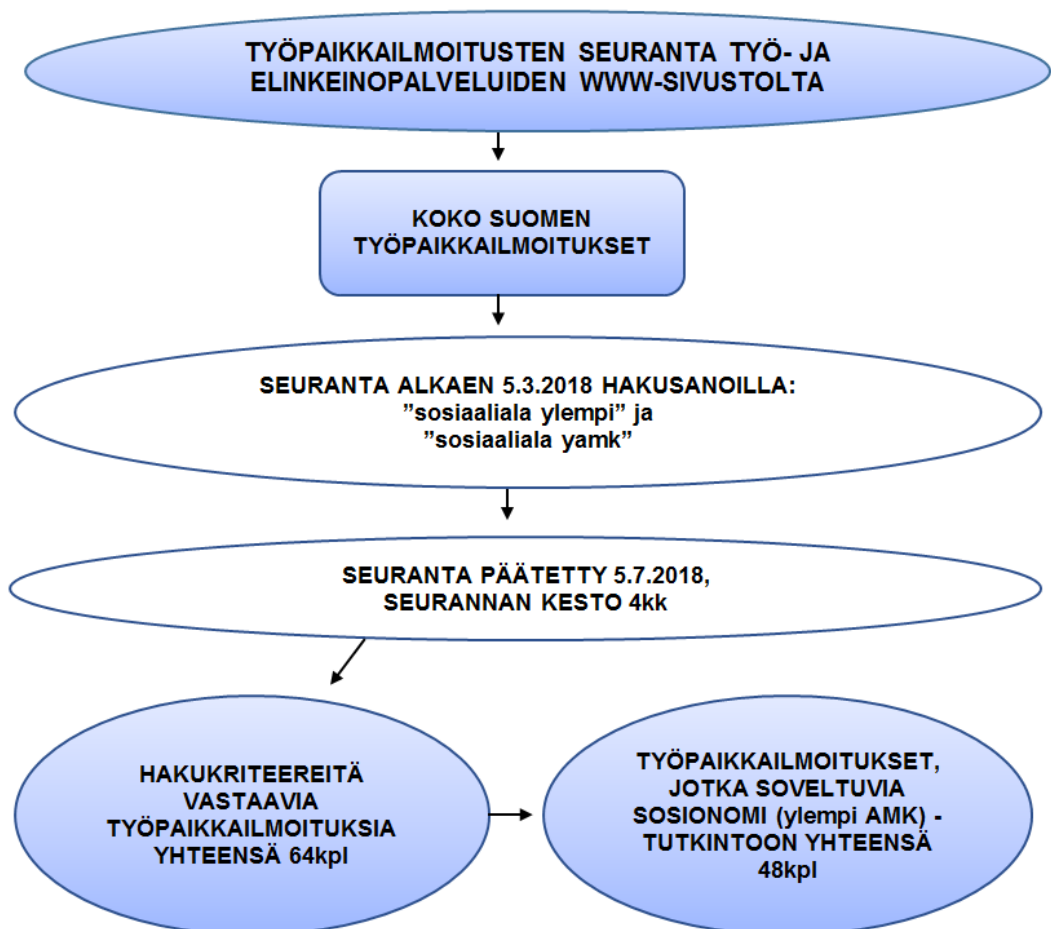 TYÖPAIKKAILMOITUSTEN SEURANTA TYÖ- JA
ELINKEINOPALVELUIDEN WWW-SIVUSTOLTA
KOKO SUOMEN
TYÖPAIKKAILMOITUKSET
SEURANTA ALKAEN 5.3.2018 HAKUSANOILLA:
”sosiaaliala ylempi” ja
”sosiaaliala yamk”
SEURANTA PÄÄTETTY 5.7.2018,
SEURANNAN KESTO 4kk
HAKUKRITEEREITÄ
VASTAAVIA
TYÖPAIKKAILMOITUKSIA
YHTEENSÄ 64kpl
TYÖPAIKKAILMOITUKSET,
JOTKA SOVELTUVIA
SOSIONOMI (ylempi AMK) -
TUTKINTOON YHTEENSÄ
48kpl